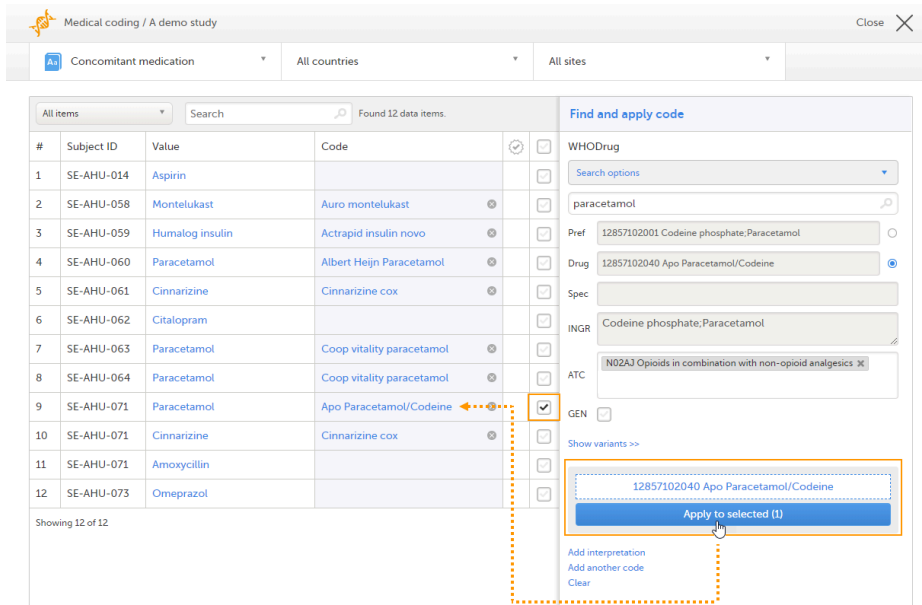 Medical coding / A demo study
Close
Aa Concomitant medication
All countries
All sites
All items
Search
Found 12 data items.
# Subject ID Value Code
1 SE-AHU-014 Aspirin
2 SE-AHU-058 Montelukast Auro montelukast
3 SE-AHU-059 Humalog insulin Actrapid insulin novo
4 SE-AHU-060 Paracetamol Albert Heijn Paracetamol
5 SE-AHU-061 Cinnarizine Cinnarizine cox
6 SE-AHU-062 Citalopram
7 SE-AHU-063 Paracetamol Coop vitality paracetamol
8 SE-AHU-064 Paracetamol Coop vitality paracetamol
9 SE-AHU-071 Paracetamol Apo Paracetamol/Codeine
10 SE-AHU-071 Cinnarizine Cinnarizine cox
11 SE-AHU-071 Amoxycillin
12 SE-AHU-073 Omeprazol
Showing 12 of 12
Find and apply code
WHODrug
Search options
paracetamol
Pref 12857102001 Codeine phosphate;Paracetamol
Drug 12857102040 Apo Paracetamol/Codeine
Spec
INGR Codeine phosphate;Paracetamol
ATC N02AJ Opioids in combination with non-opioid analgesics
GEN
Show variants >>
12857102040 Apo Paracetamol/Codeine
Apply to selected (1)
Add interpretation
Add another code
Clear